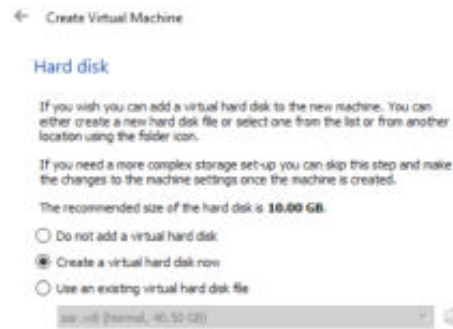 Create Virtual Machine
Hard disk
If you wish you can add a virtual hard disk to the new machine. You can
either create a new hard disk file or select one from the list or from another
location using the folder icon.
If you need a more complex storage set-up you can skip this step and make
the changes to the machine settings once the machine is created.
The recommended size of the hard disk is 10.00 GB.
Do not add a virtual hard disk
Create a virtual hard disk now
Use an existing virtual hard disk file
(Normal, 40.50 GB)